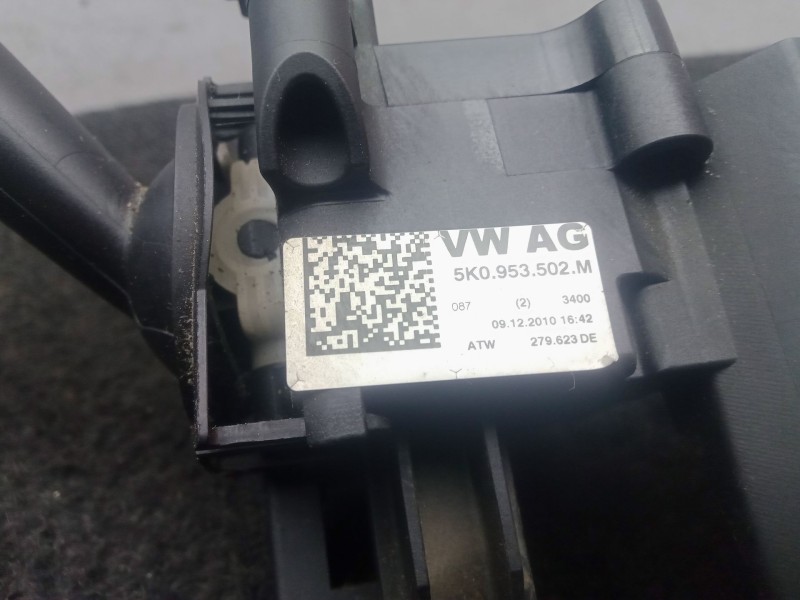 VW AG
5K0.953.502.M
087 (2) 3400
09.12.2010 16:42
ATW 279.623 DE